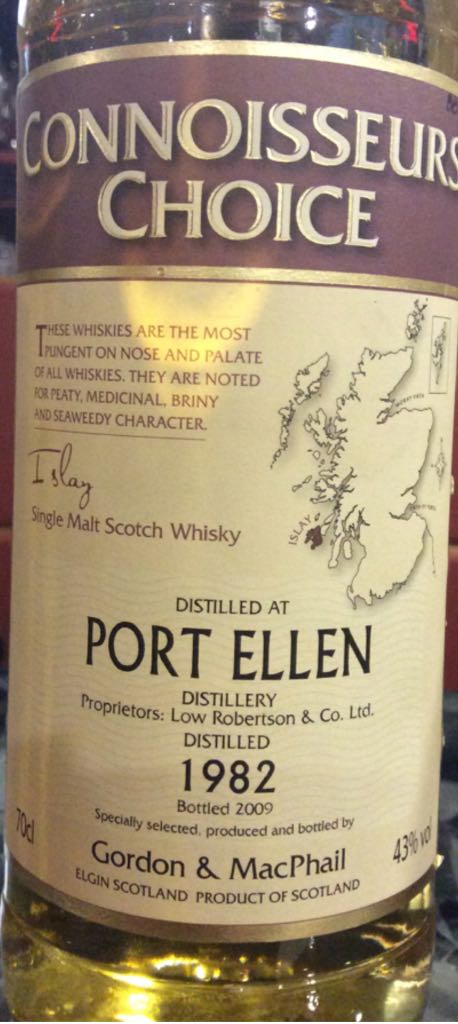 CONNOISSEURS
CHOICE
THESE WHISKIES ARE THE MOST
PUNGENT ON NOSE AND PALATE
OF ALL WHISKIES. THEY ARE NOTED
FOR PEATY, MEDICINAL, BRINY
AND SEAWEEDY CHARACTER.
Islay
Single Malt Scotch Whisky
ISLAY
DISTILLED AT
PORT ELLEN
DISTILLERY
Proprietors: Low Robertson & Co. Ltd.
DISTILLED
1982
Bottled 2009
Specially selected, produced and bottled by
70cl
Gordon & MacPhail
43% vol
ELGIN SCOTLAND PRODUCT OF SCOTLAND